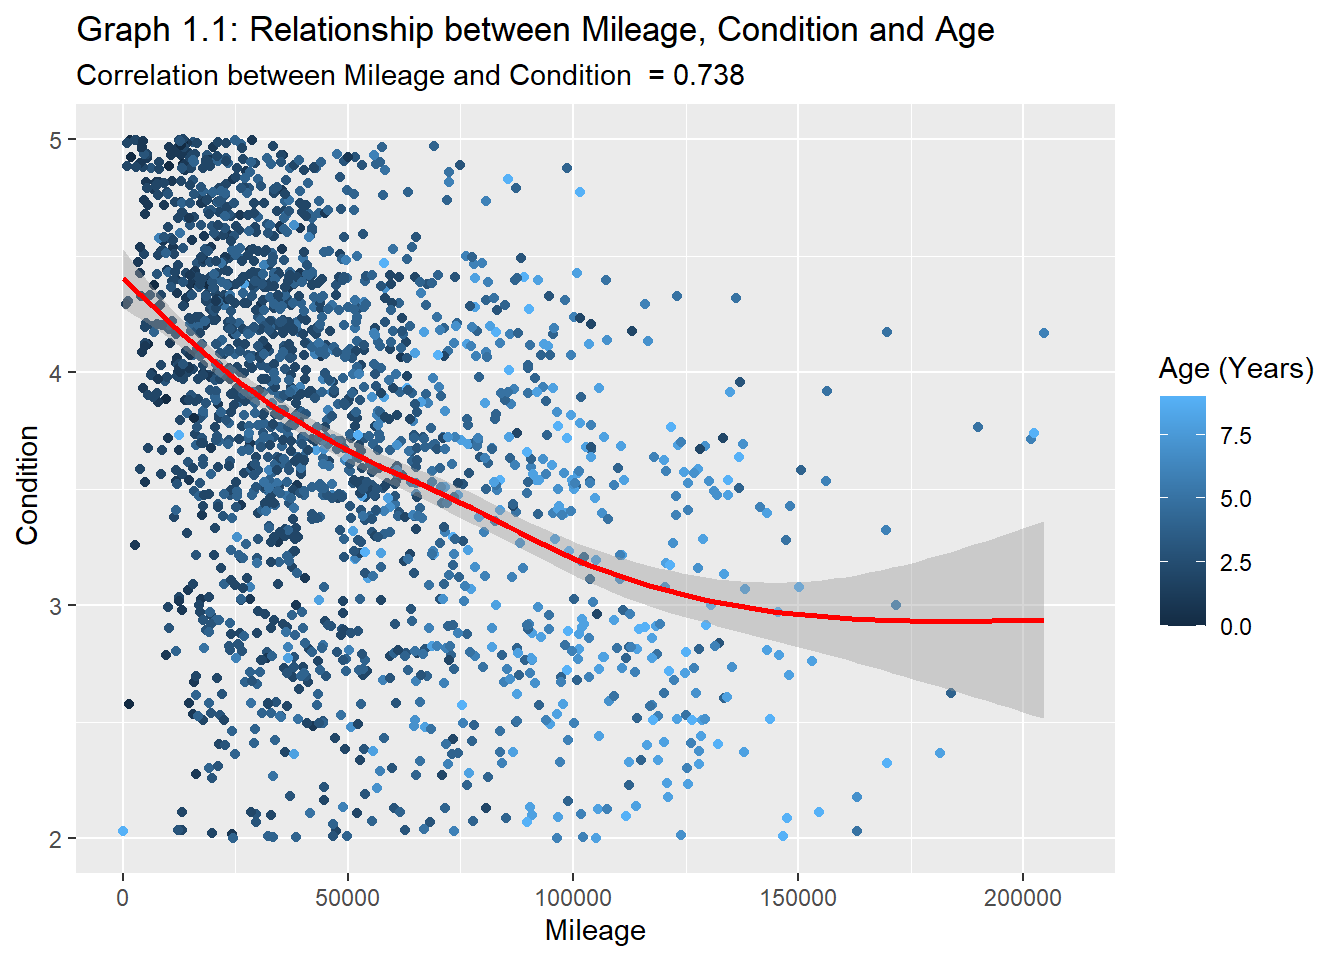 Graph 1.1: Relationship between Mileage, Condition and Age
Correlation between Mileage and Condition  = 0.738
5
4
3
2
Condition
0
50000
100000
150000
200000
Mileage
Age (Years)
7.5
5.0
2.5
0.0